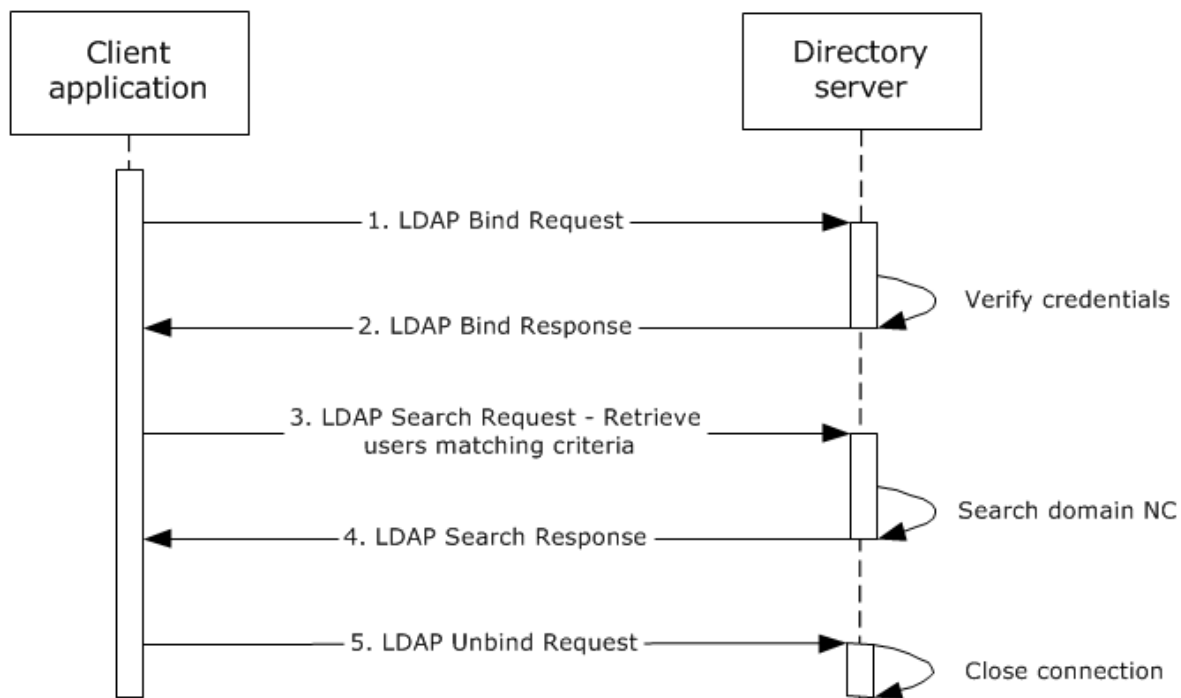 Client
application
Directory
server
1. LDAP Bind Request
Verify credentials
2. LDAP Bind Response
3. LDAP Search Request - Retrieve
users matching criteria
Search domain NC
4. LDAP Search Response
5. LDAP Unbind Request
Close connection